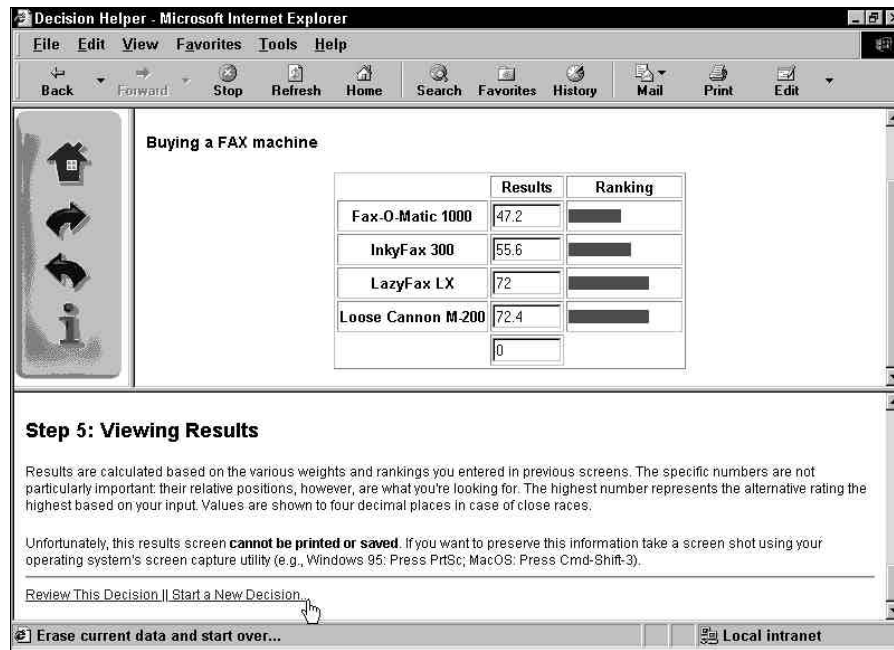 Decision Helper - Microsoft Internet Explorer
File Edit View Favorites Tools Help
Back Forward Stop Refresh Home Search Favorites History Mail Print Edit
Buying a FAX machine
Results Ranking
Fax-O-Matic 1000 47.2
InkyFax 300 55.6
LazyFax LX 72
Loose Cannon M-200 72.4
0
Step 5: Viewing Results
Results are calculated based on the various weights and rankings you entered in previous screens. The specific numbers are not
particularly important: their relative positions, however, are what you're looking for. The highest number represents the alternative rating the
highest based on your input. Values are shown to four decimal places in case of close races.
Unfortunately, this results screen cannot be printed or saved. If you want to preserve this information take a screen shot using your
operating system's screen capture utility (e.g., Windows 95: Press PrtSc; MacOS: Press Cmd-Shift-3).
Review This Decision || Start a New Decision...
Erase current data and start over... Local intranet